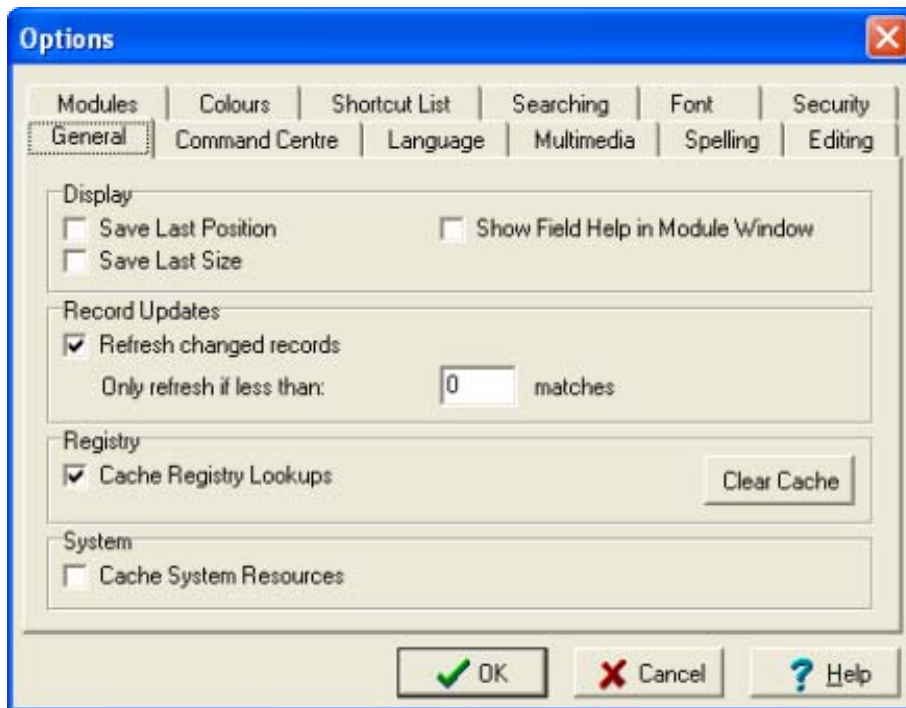 Options
Modules Colours Shortcut List Searching Font Security
General Command Centre Language Multimedia Spelling Editing
Display
Save Last Position Show Field Help in Module Window
Save Last Size
Record Updates
Refresh changed records
Only refresh if less than: 0 matches
Registry
Cache Registry Lookups Clear Cache
System
Cache System Resources
OK Cancel Help